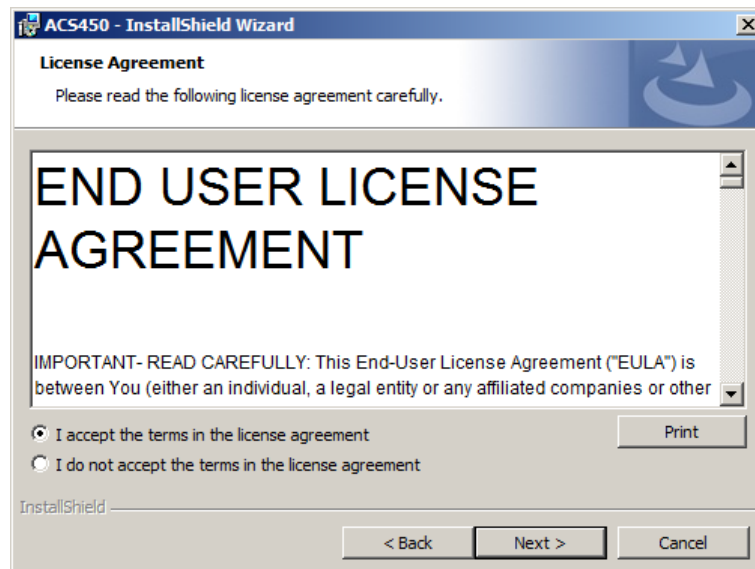 ACS450 - InstallShield Wizard
License Agreement
Please read the following license agreement carefully.
END USER LICENSE
AGREEMENT
IMPORTANT- READ CAREFULLY: This End-User License Agreement ("EULA") is
between You (either an individual, a legal entity or any affiliated companies or other
I accept the terms in the license agreement
Print
I do not accept the terms in the license agreement
InstallShield
< Back
Next >
Cancel